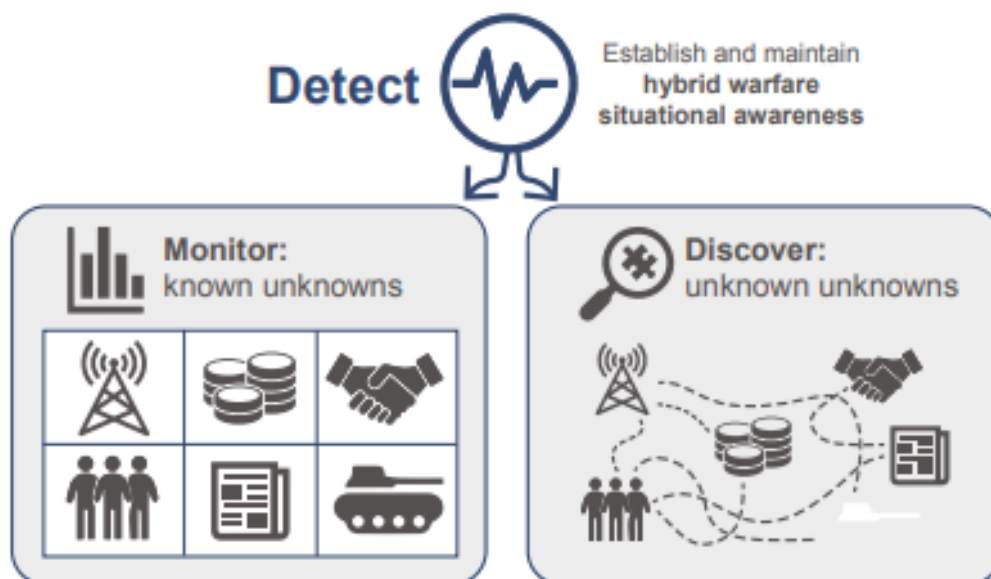 Detect
Establish and maintain
hybrid warfare
situational awareness
Monitor:
known unknowns
Discover:
unknown unknowns